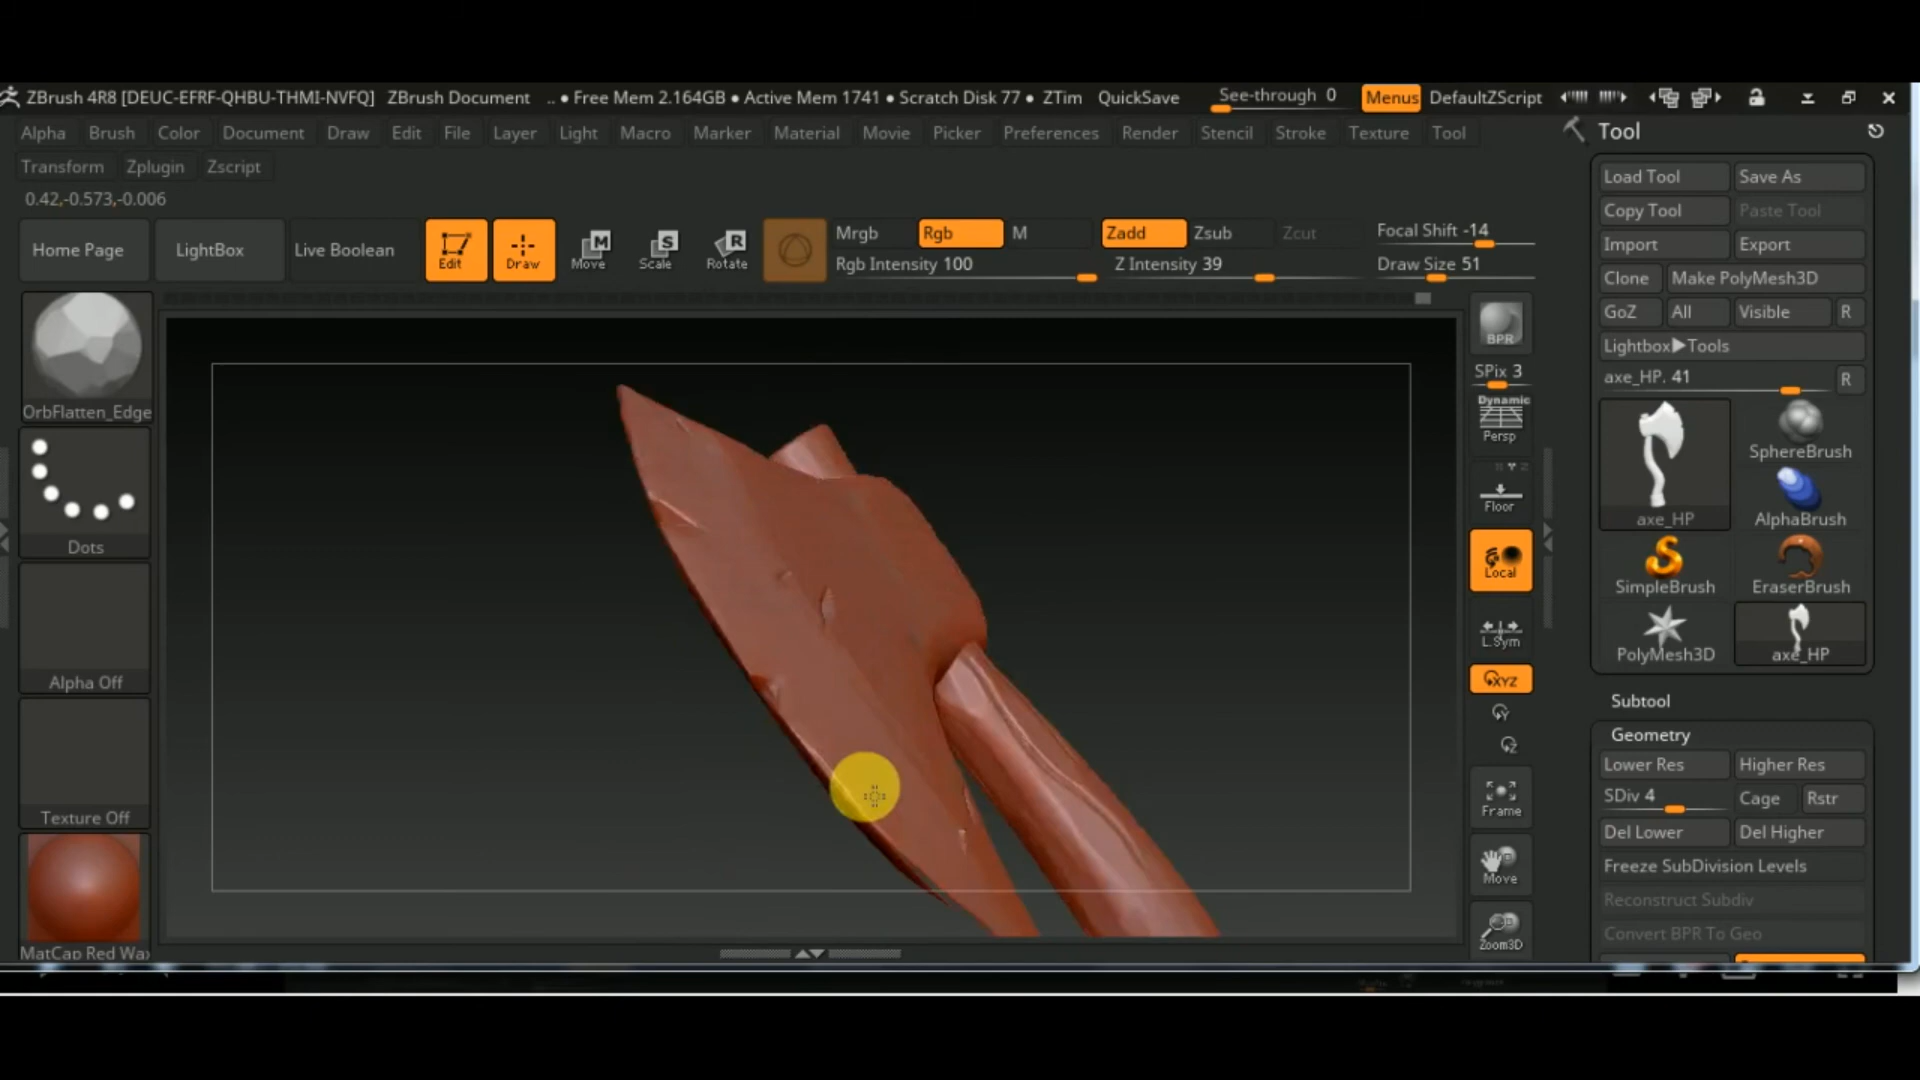 ZBrush 4R8 [DEUC-EFRF-QHBU-THMI-NVFQ] ZBrush Document .. • Free Mem 2.164GB • Active Mem 1741 • Scratch Disk 77 • ZTim QuickSave See-through 0 Menus DefaultZScript
Alpha Brush Color Document Draw Edit File Layer Light Macro Marker Material Movie Picker Preferences Render Stencil Stroke Texture Tool
Transform Zplugin Zscript
0.42,-0.573,-0.006
Home Page LightBox Live Boolean Edit Draw Move Scale Rotate
M S R
Mrgb Rgb M Zadd Zsub Zcut Focal Shift -14
Rgb Intensity 100 Z Intensity 39 Draw Size 51
OrbFlatten_Edge
Dots
Alpha Off
Texture Off
MatCap Red Wax
BPR
SPix 3
Dynamic
Persp
Floor
Local
L.Sym
XYZ
Y
Z
Frame
Move
Zoom3D
Tool
Load Tool Save As
Copy Tool Paste Tool
Import Export
Clone Make PolyMesh3D
GoZ All Visible R
Lightbox▶Tools
axe_HP. 41 R
axe_HP SphereBrush
AlphaBrush
SimpleBrush EraserBrush
PolyMesh3D axe_HP
Subtool
Geometry
Lower Res Higher Res
SDiv 4 Cage Rstr
Del Lower Del Higher
Freeze SubDivision Levels
Reconstruct Subdiv
Convert BPR To Geo